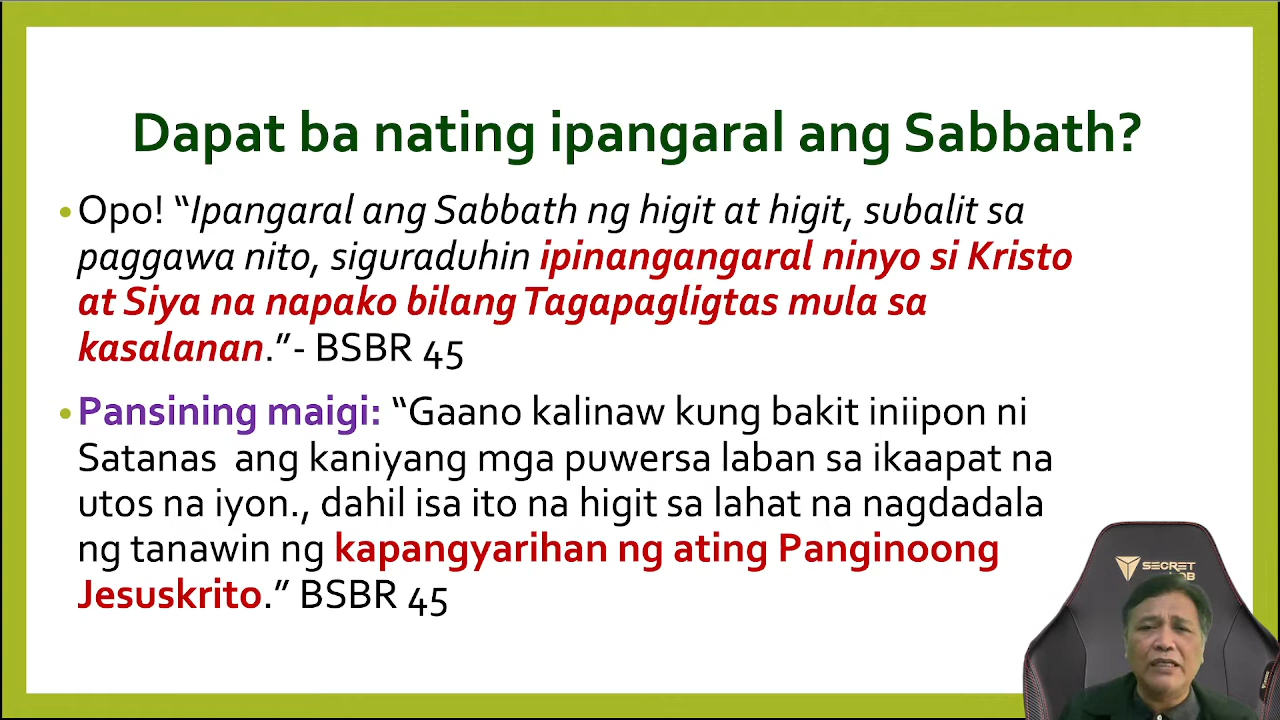 Dapat ba nating ipangaral ang Sabbath?
•Opo! “Ipangaral ang Sabbath ng higit at higit, subalit sa
paggawa nito, siguraduhin ipinangangaral ninyo si Kristo
at Siya na napako bilang Tagapagligtas mula sa
kasalanan.”- BSBR 45
•Pansining maigi: “Gaano kalinaw kung bakit iniipon ni
Satanas ang kaniyang mga puwersa laban sa ikaapat na
utos na iyon., dahil isa ito na higit sa lahat na nagdadala
ng tanawin ng kapangyarihan ng ating Panginoong
Jesuskrito.” BSBR 45
SECRET